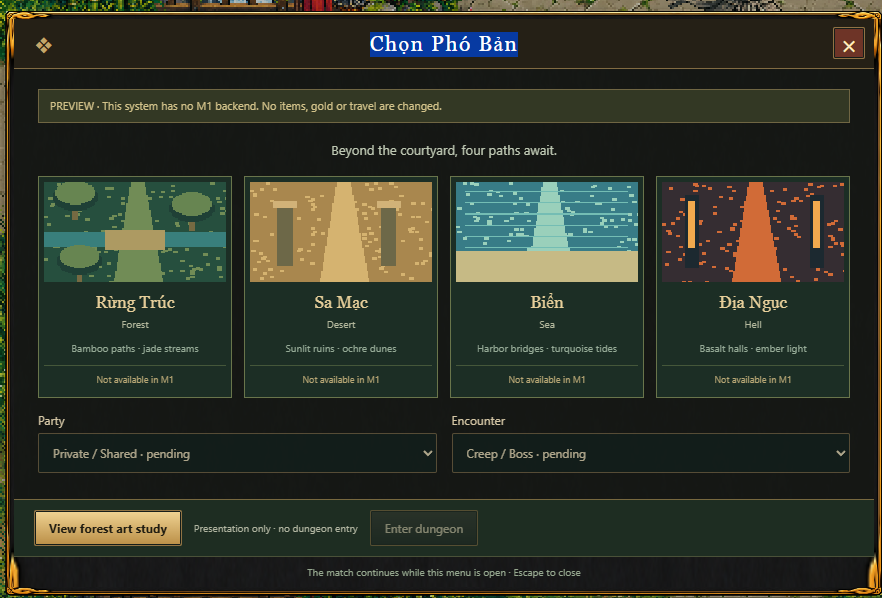 Chọn Phó Bản
PREVIEW · This system has no M1 backend. No items, gold or travel are changed.
Beyond the courtyard, four paths await.
Rừng Trúc
Forest
Bamboo paths · jade streams
Not available in M1
Sa Mạc
Desert
Sunlit ruins · ochre dunes
Not available in M1
Biển
Sea
Harbor bridges · turquoise tides
Not available in M1
Địa Ngục
Hell
Basalt halls · ember light
Not available in M1
Party
Private / Shared · pending
Encounter
Creep / Boss · pending
View forest art study
Presentation only · no dungeon entry
Enter dungeon
The match continues while this menu is open · Escape to close